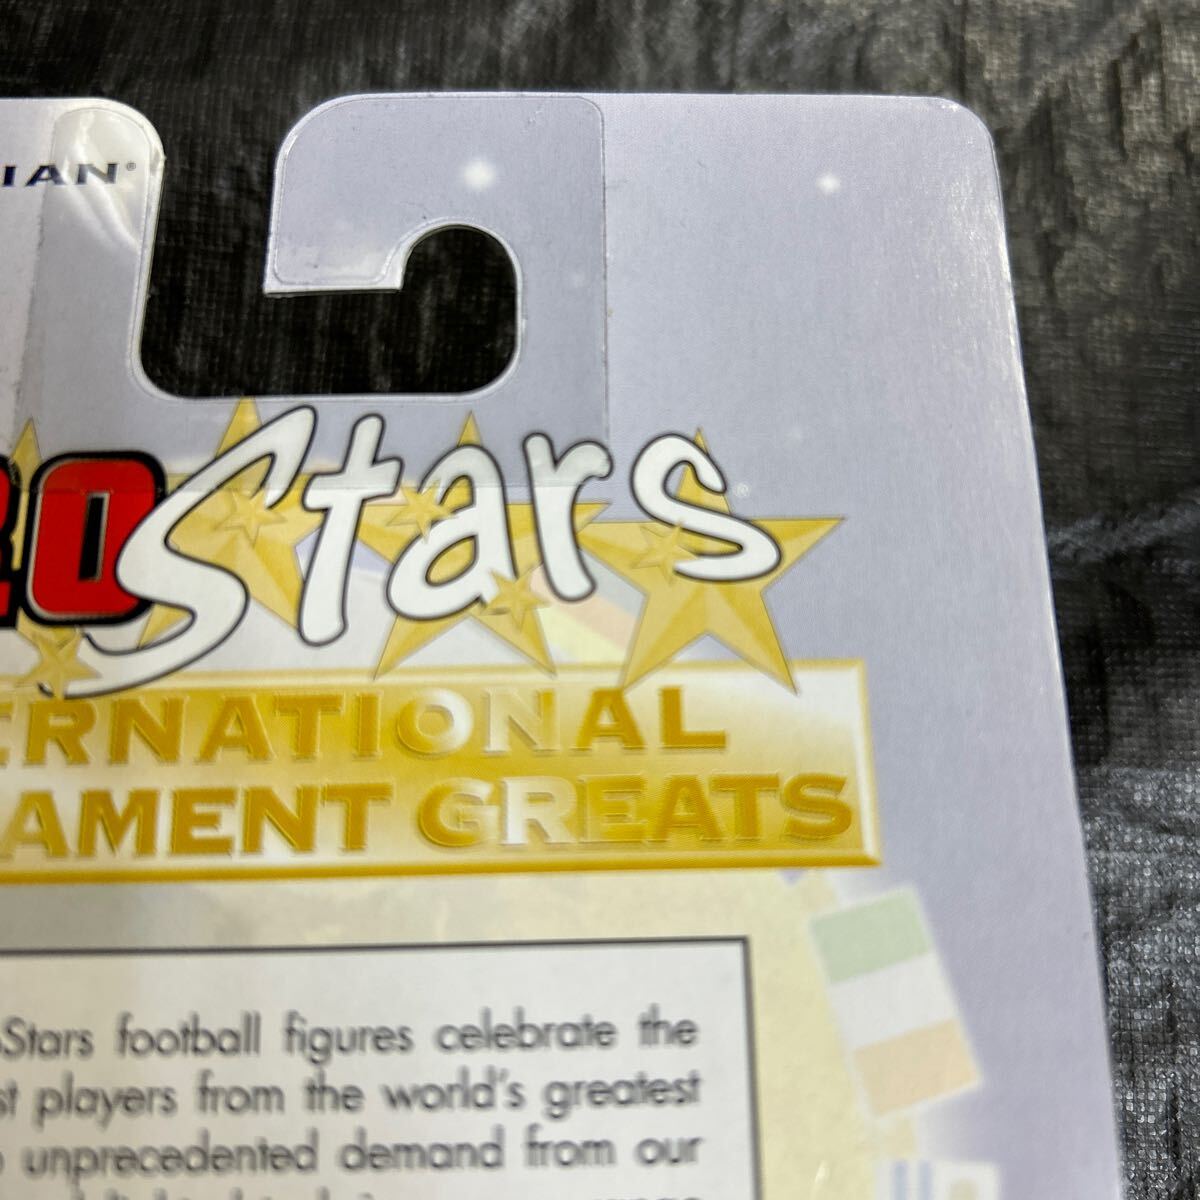 IAN®
RO Stars®
ERNATIONAL
AMENT GREATS
Stars football figures celebrate the
st players from the world's greatest
unprecedented demand from our